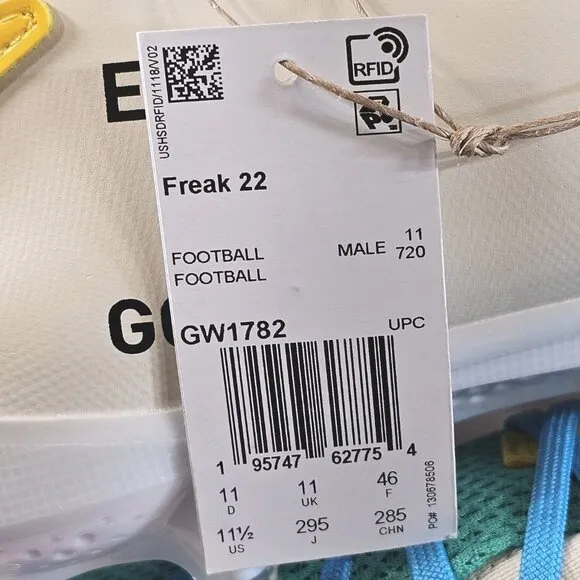 USHSDRFID/1118/V02
RFID
Freak 22
FOOTBALL MALE 11
FOOTBALL 720
GW1782 UPC
1 95747 62775 4
11 11 46
D UK F
11½ 295 285
US J CHN
PO# 130678506
E
G